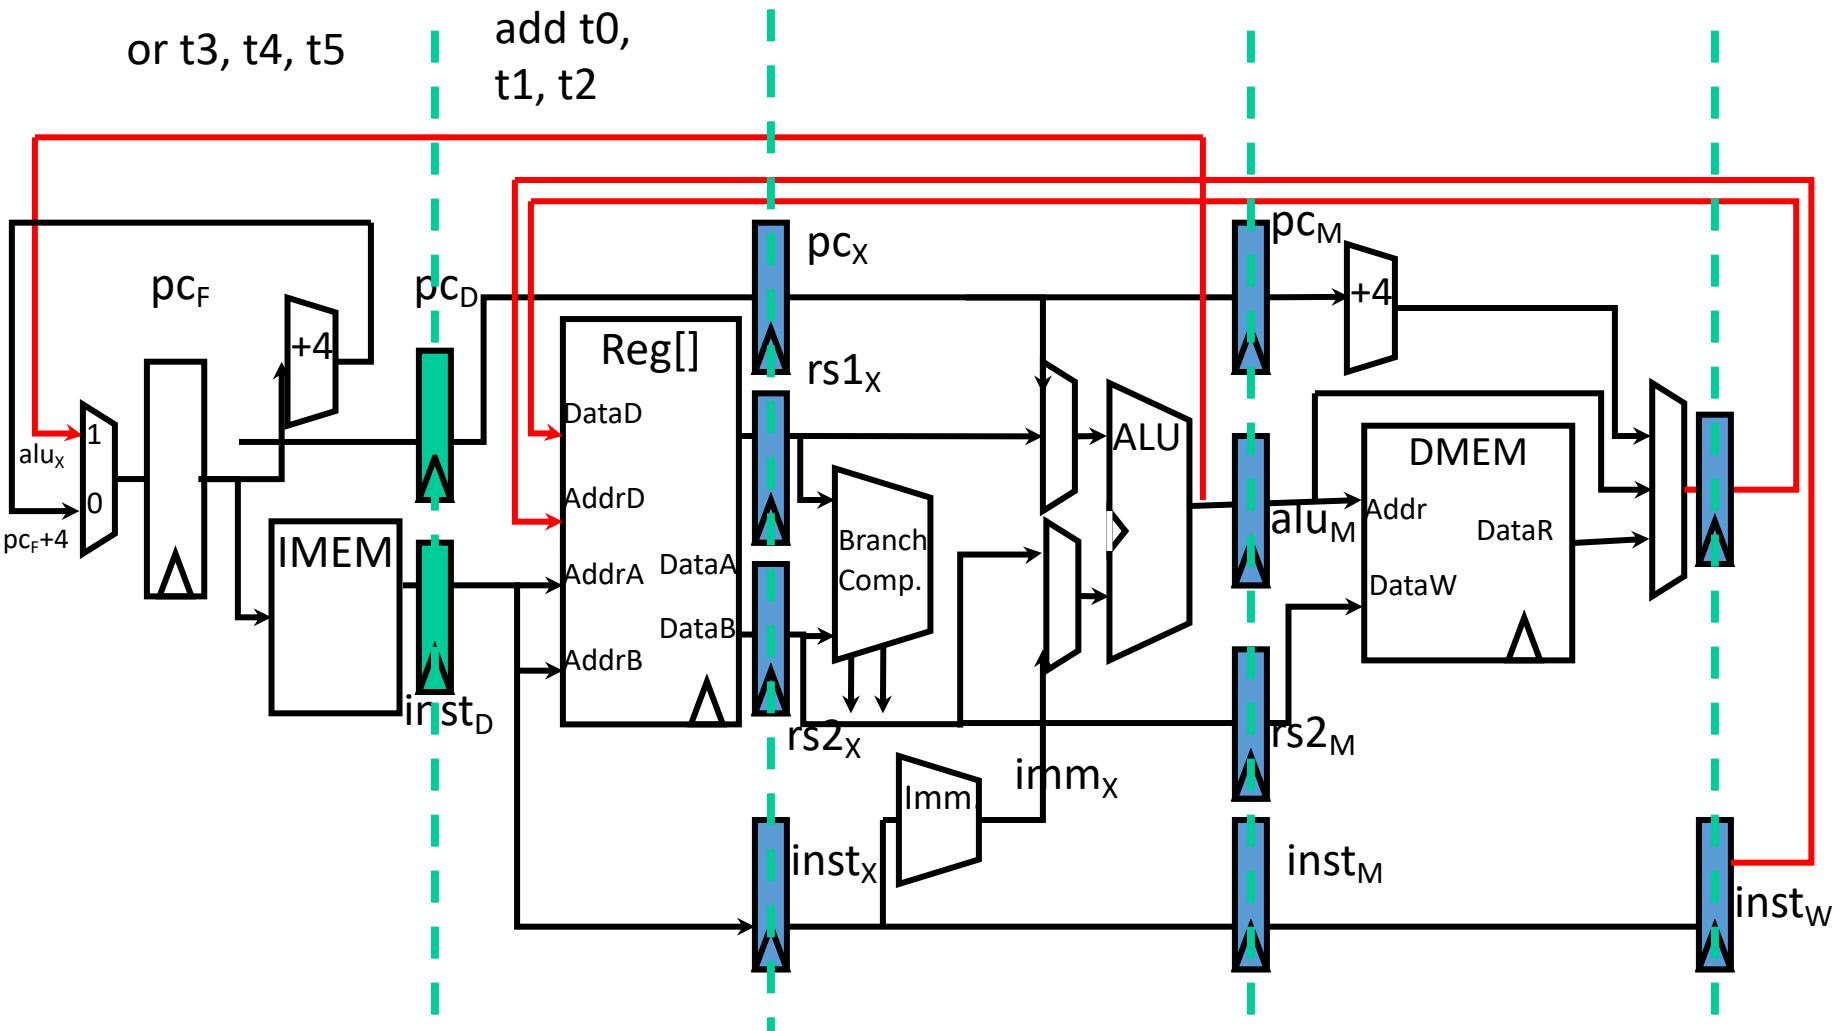 or t3, t4, t5
add t0,
t1, t2
pcF
pcD
pcX
pcM
+4
+4
Reg[]
rs1X
DataD
ALU
DMEM
1
aluX
AddrD
0
pcF+4
aluM
Addr
DataR
IMEM
Branch
Comp.
AddrA
DataA
DataW
DataB
AddrB
instD
rs2X
rs2M
immX
Imm.
instX
instM
instW